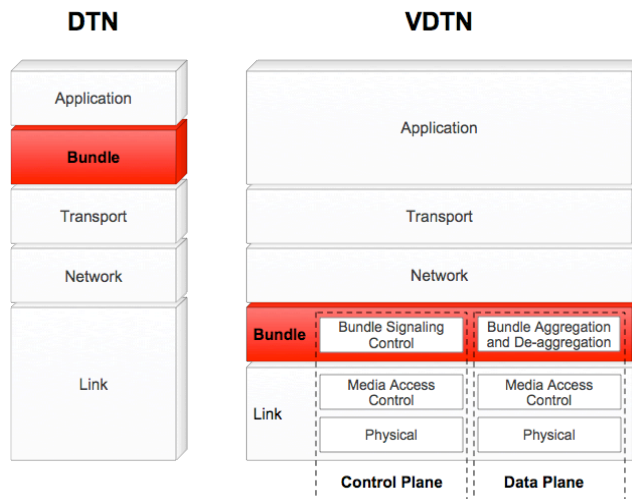 DTN
Application
Bundle
Transport
Network
Link
VDTN
Application
Transport
Network
Bundle
Bundle Signaling
Control
Bundle Aggregation
and De-aggregation
Link
Media Access
Control
Media Access
Control
Physical
Physical
Control Plane
Data Plane